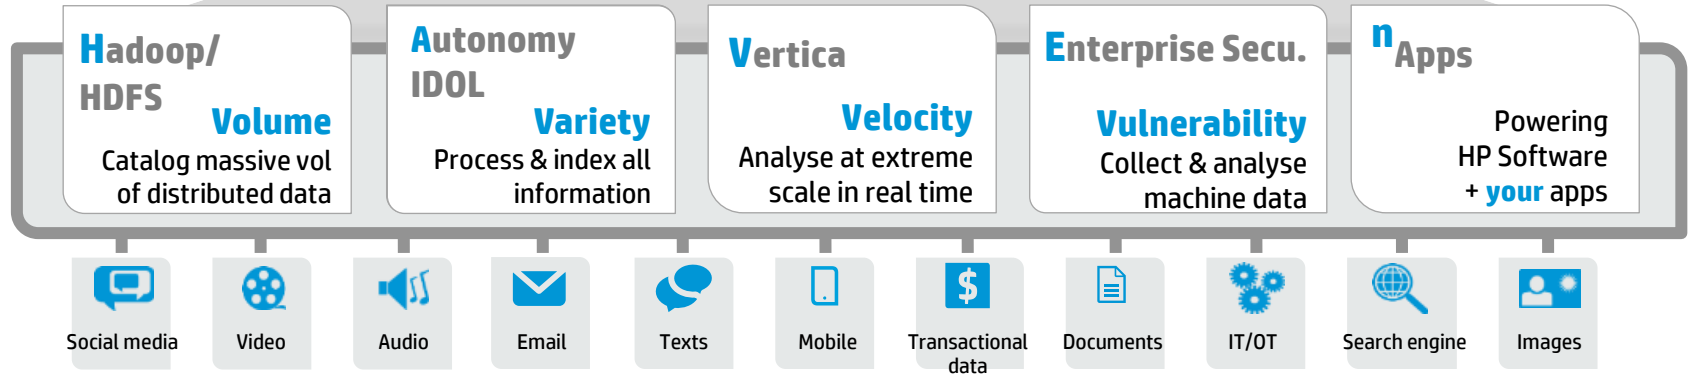 Hadoop/
HDFS
Volume
Catalog massive vol
of distributed data
Autonomy
IDOL
Variety
Process & index all
information
Vertica
Velocity
Analyse at extreme
scale in real time
Enterprise Secu.
Vulnerability
Collect & analyse
machine data
n Apps
Powering
HP Software
+ your apps
Social media
Video
Audio
Email
Texts
Mobile
$
Transactional
data
Documents
IT/OT
Search engine
Images